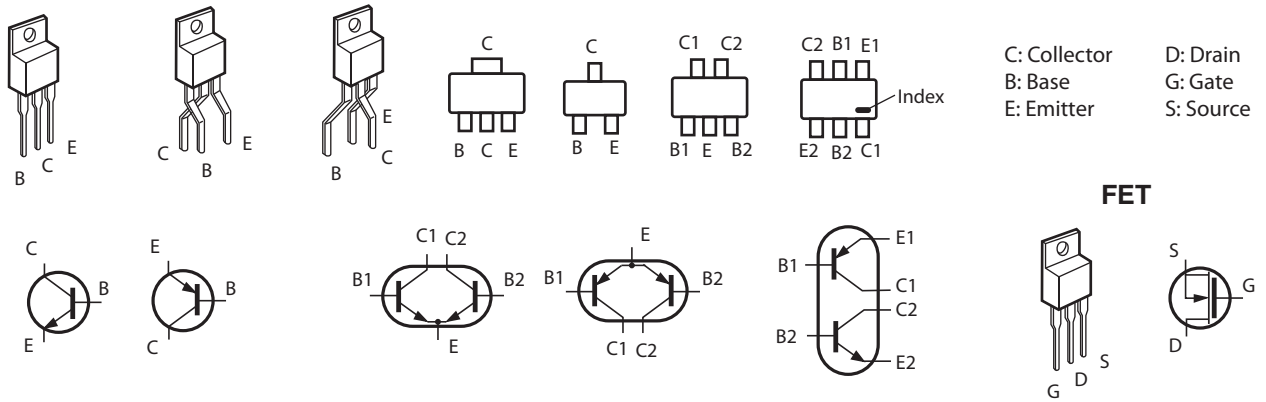 C C C1 C2 C2 B1 E1
C: Collector D: Drain
B: Base G: Gate
E: Emitter S: Source
Index
E
B C E B E B1 E B2 E2 B2 C1
B C E
C B E
B C
FET
C E C1 C2 E E1
B B B1 B2 B1 B2 B1 C1
C2
B2
E C E C1 C2 E2
S G
D
G D S